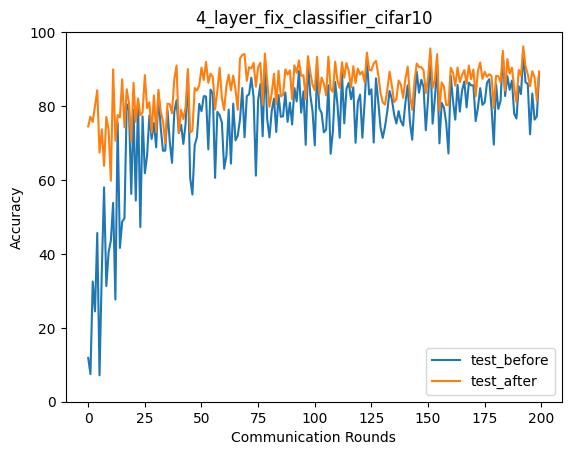 4_layer_fix_classifier_cifar10
100
80
60
40
20
0
Accuracy
0 25 50 75 100 125 150 175 200
Communication Rounds
test_before
test_after